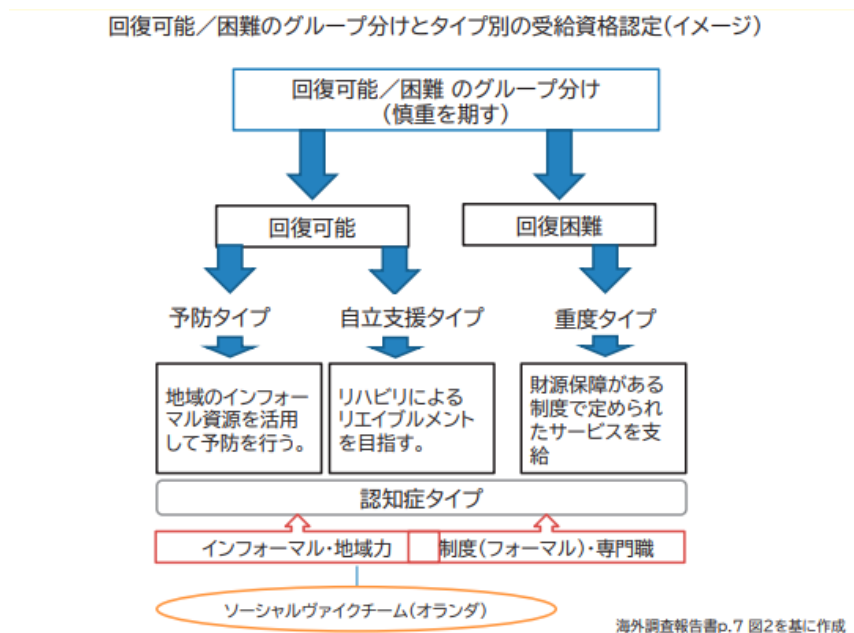 回復可能／困難のグループ分けとタイプ別の受給資格認定(イメージ)
回復可能／困難 のグループ分け
(慎重を期す)
回復可能
回復困難
予防タイプ
自立支援タイプ
重度タイプ
地域のインフォー
マル資源を活用
して予防を行う。
リハビリによる
リエイブルメント
を目指す。
財源保障がある
制度で定められ
たサービスを支
給
認知症タイプ
インフォーマル・地域力
制度(フォーマル)・専門職
ソーシャルヴァイクチーム(オランダ)
海外調査報告書p.7 図2を基に作成